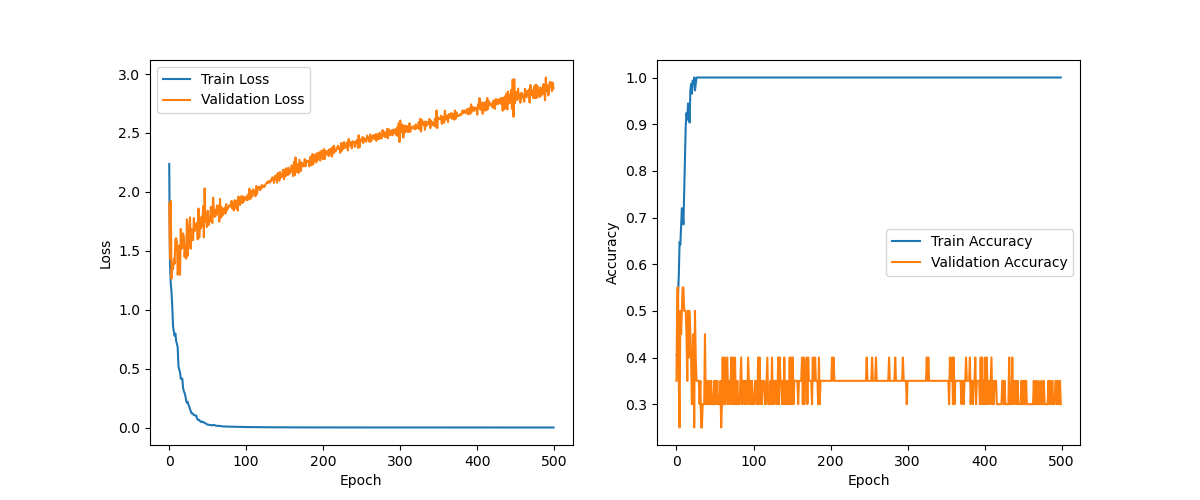 3.0
2.5
2.0
1.5
1.0
0.5
0.0
Loss
Train Loss
Validation Loss
0 100 200 300 400 500
Epoch
1.0
0.9
0.8
0.7
0.6
0.5
0.4
0.3
Accuracy
Train Accuracy
Validation Accuracy
0 100 200 300 400 500
Epoch